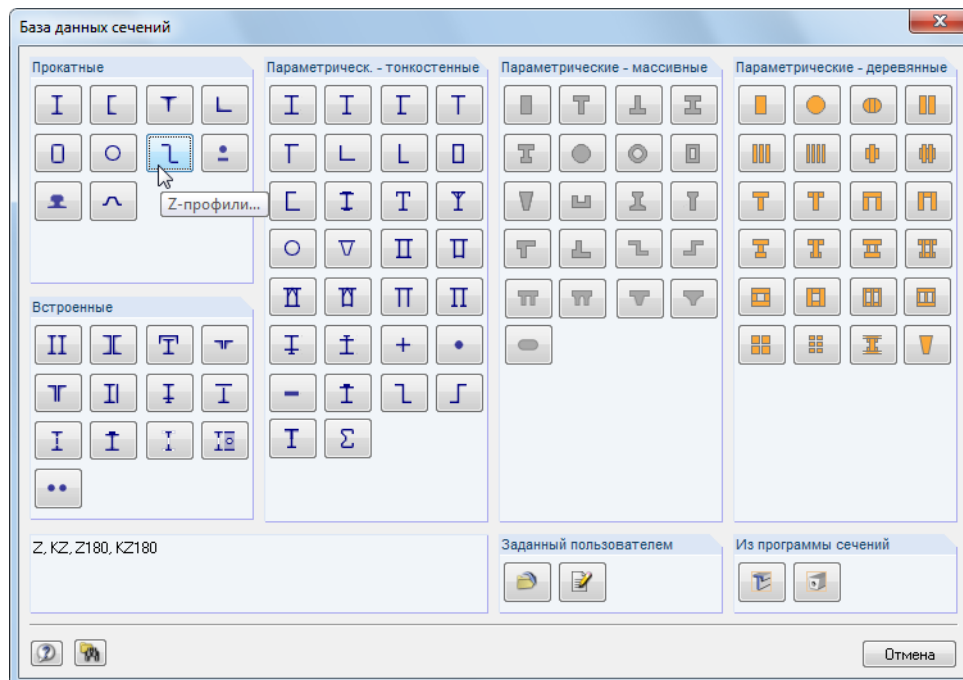 База данных сечений
Прокатные
Параметрическ. - тонкостенные
Параметрические - массивные
Параметрические - деревянные
Z-профили...
Встроенные
Z, KZ, Z180, KZ180
Заданный пользователем
Из программы сечений
Отмена